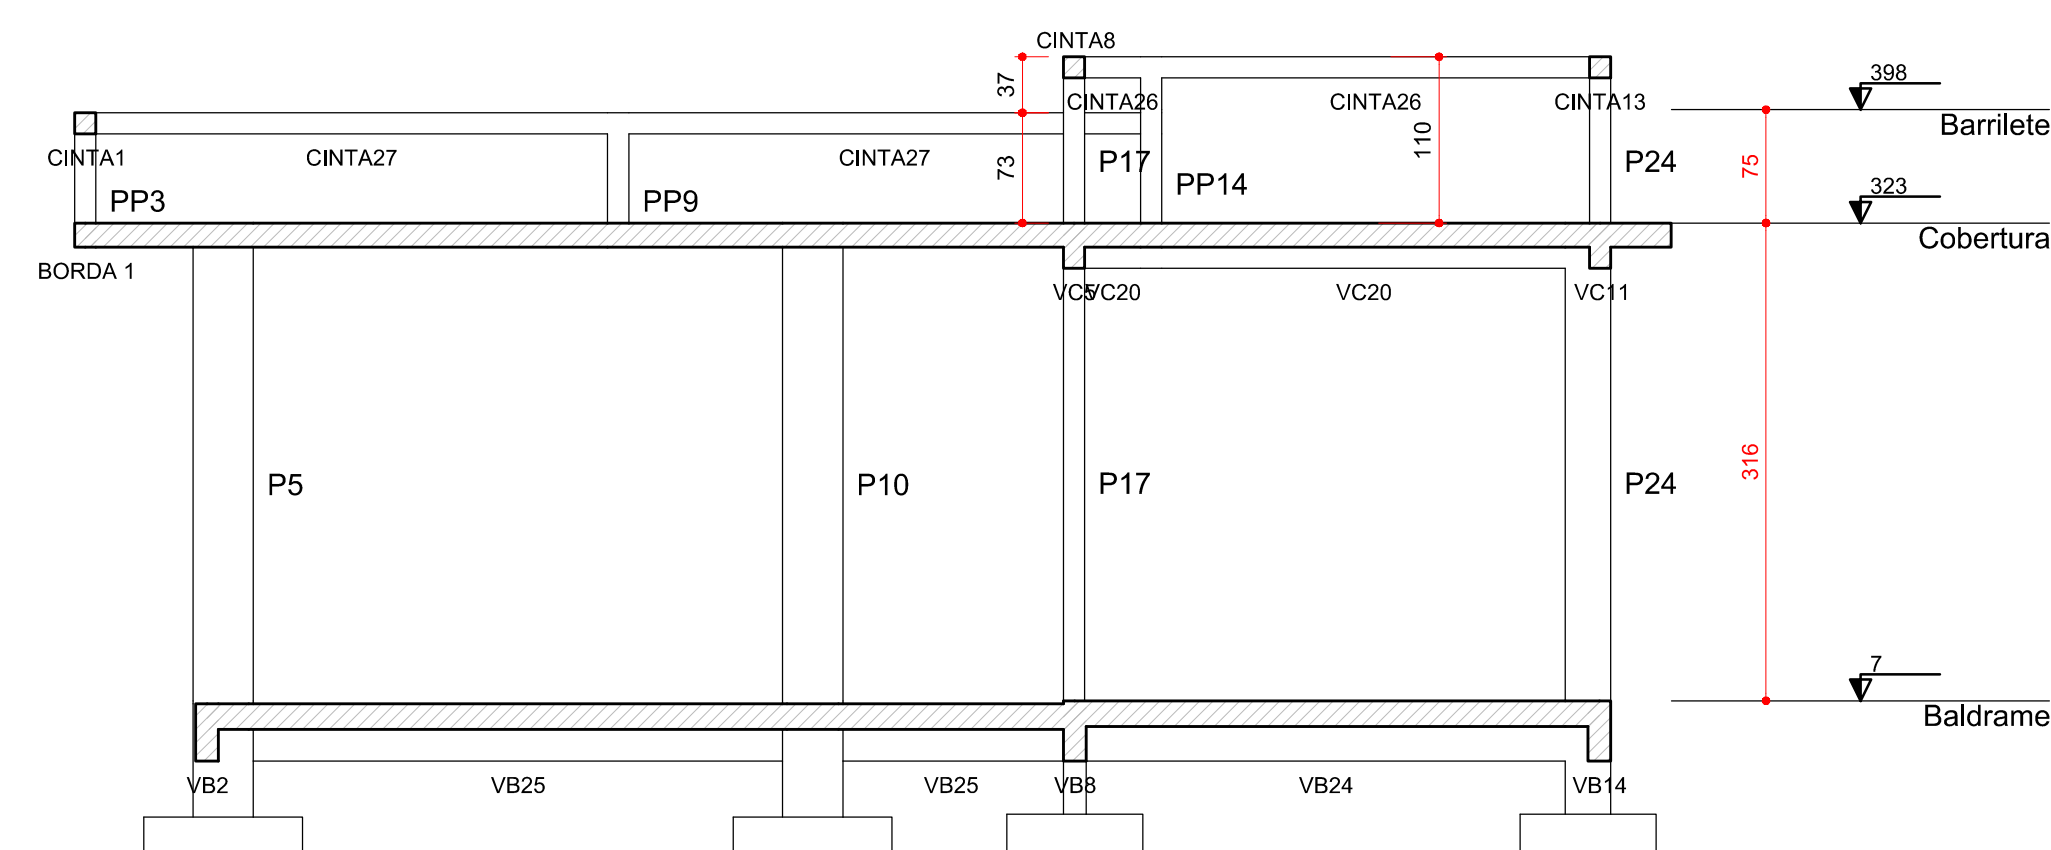 CINTA8
37
398
CINTA26
CINTA26
CINTA13
Barrilete
110
CINTA1
CINTA27
CINTA27
73
P17
P24
75
PP3
PP9
PP14
323
Cobertura
BORDA 1
VC5
VC20
VC20
VC11
316
P5
P10
P17
P24
7
Baldrame
VB2
VB25
VB25
VB8
VB24
VB14